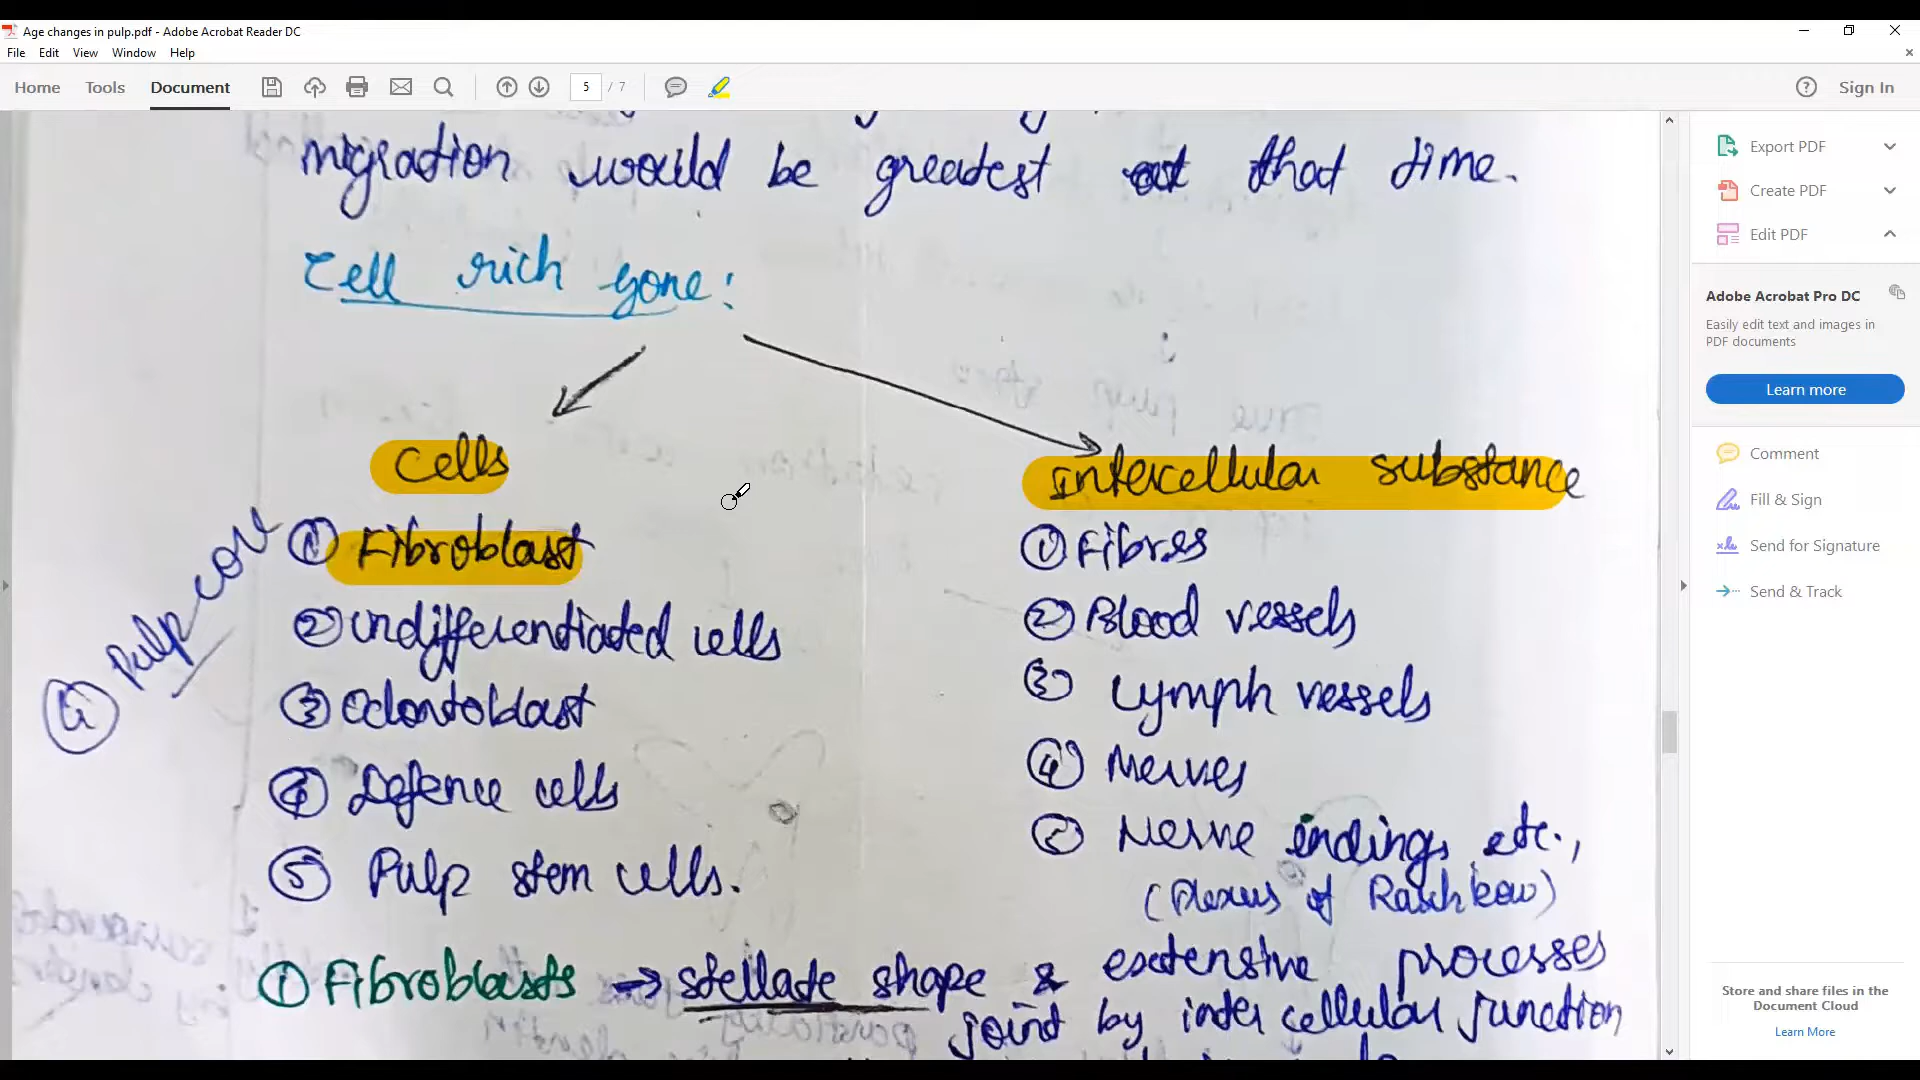 Age changes in pulp.pdf - Adobe Acrobat Reader DC
File Edit View Window Help
Home Tools Document 5 / 7 Sign In
migration would be greatest at that time.
Cell rich zone:
Cells
① Fibroblast
② Undifferentiated cells
③ Odontoblast
④ Defence cells
⑤ Pulp stem cells.
④ Pulp core
Intercellular substance
① Fibres
② Blood vessels
③ Lymph vessels
④ Nerves
Nerve endings etc.,
(Plexus of Raschkow)
① Fibroblasts → stellate shape & extensive processes
joint by inter cellular junction
Export PDF
Create PDF
Edit PDF
Adobe Acrobat Pro DC
Easily edit text and images in
PDF documents
Learn more
Comment
Fill & Sign
Send for Signature
Send & Track
Store and share files in the
Document Cloud
Learn More